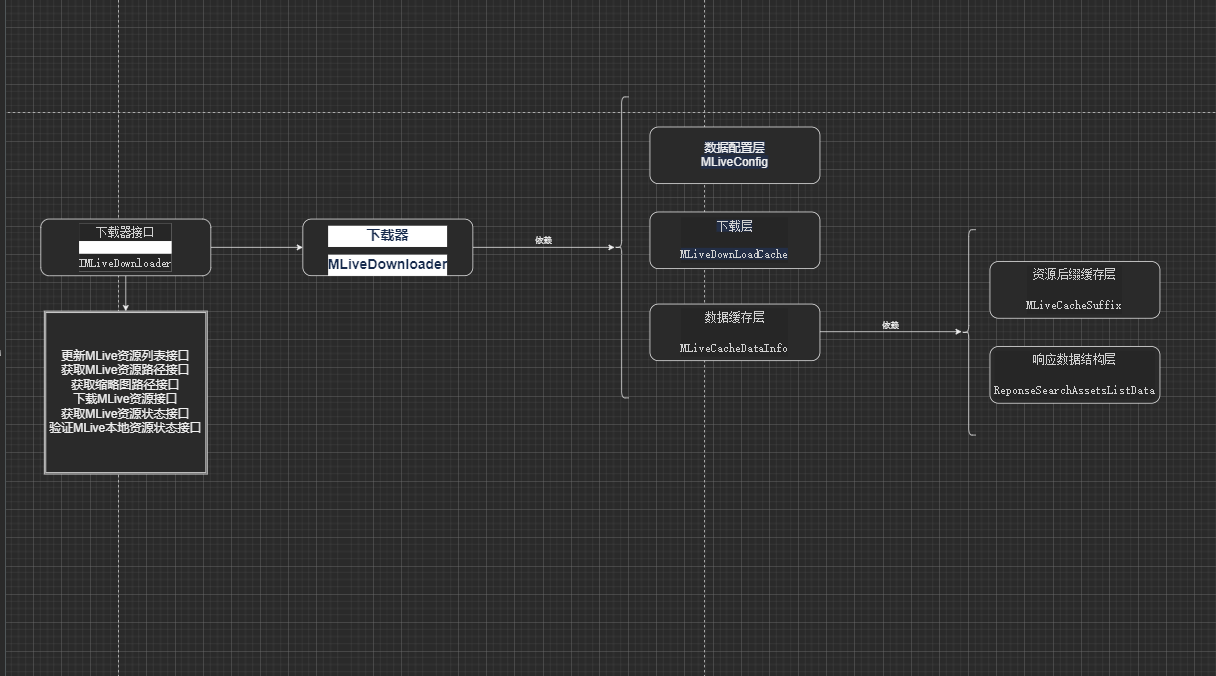 下载器接口
IMLiveDownloader
更新MLive资源列表接口
获取MLive资源路径接口
获取缩略图路径接口
下载MLive资源接口
获取MLive资源状态接口
验证MLive本地资源状态接口
下载器
MLiveDownloader
依赖
数据配置层
MLiveConfig
下载层
MLiveDownLoadCache
数据缓存层
MLiveCacheDataInfo
依赖
资源后缀缓存层
MLiveCacheSuffix
响应数据结构层
ReponseSearchAssetsListData